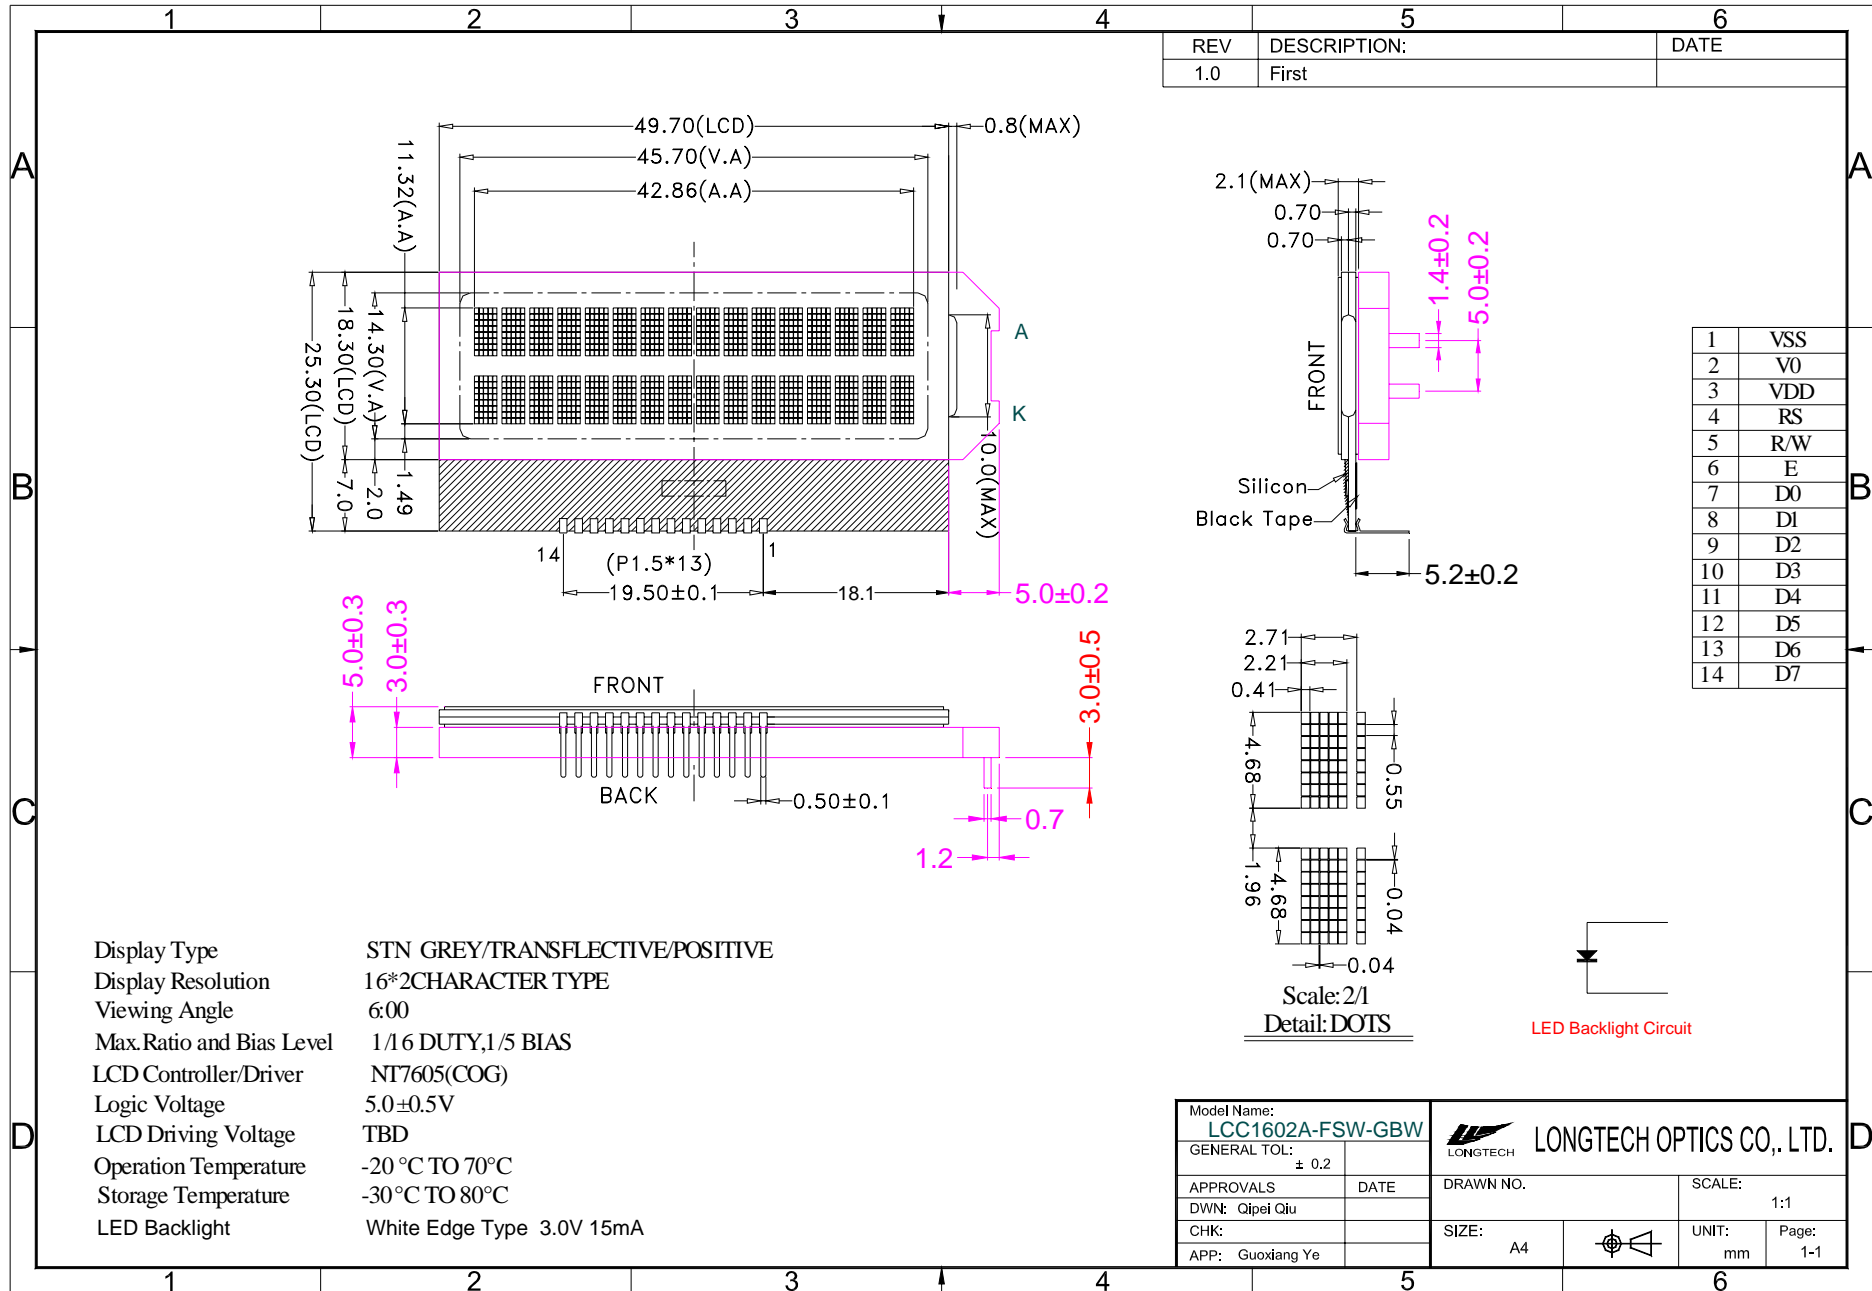 1 2 3 4 5 6
REV DESCRIPTION: DATE
1.0 First
A A
B B
C C
D D
49.70(LCD)
0.8(MAX)
45.70(V.A)
42.86(A.A)
11.32(A.A)
25.30(LCD)
18.30(LCD)
14.30(V.A)
7.0
2.0
1.49
A
K
10.0(MAX)
14
1
(P1.5*13)
19.50±0.1
18.1
5.0±0.2
2.1(MAX)
0.70
0.70
1.4±0.2
5.0±0.2
FRONT
Silicon
Black Tape
5.2±0.2
1 VSS
2 V0
3 VDD
4 RS
5 R/W
6 E
7 D0
8 D1
9 D2
10 D3
11 D4
12 D5
13 D6
14 D7
5.0±0.3
3.0±0.3
FRONT
BACK
0.50±0.1
3.0±0.5
0.7
1.2
2.71
2.21
0.41
4.68
0.55
1.96
4.68
0.04
0.04
Scale:2/1
Detail:DOTS
LED Backlight Circuit
Display Type STN GREY/TRANSFLECTIVE/POSITIVE
Display Resolution 16*2CHARACTER TYPE
Viewing Angle 6:00
Max.Ratio and Bias Level 1/16 DUTY,1/5 BIAS
LCD Controller/Driver NT7605(COG)
Logic Voltage 5.0±0.5V
LCD Driving Voltage TBD
Operation Temperature -20°C TO 70°C
Storage Temperature -30°C TO 80°C
LED Backlight White Edge Type 3.0V 15mA
Model Name:
LCC1602A-FSW-GBW
GENERAL TOL:
± 0.2
APPROVALS DATE
DWN: Qipei Qiu
CHK:
APP: Guoxiang Ye
LONGTECH
LONGTECH OPTICS CO,. LTD.
DRAWN NO.
SCALE:
1:1
SIZE:
A4
UNIT:
mm
Page:
1-1
1 2 3 4 5 6